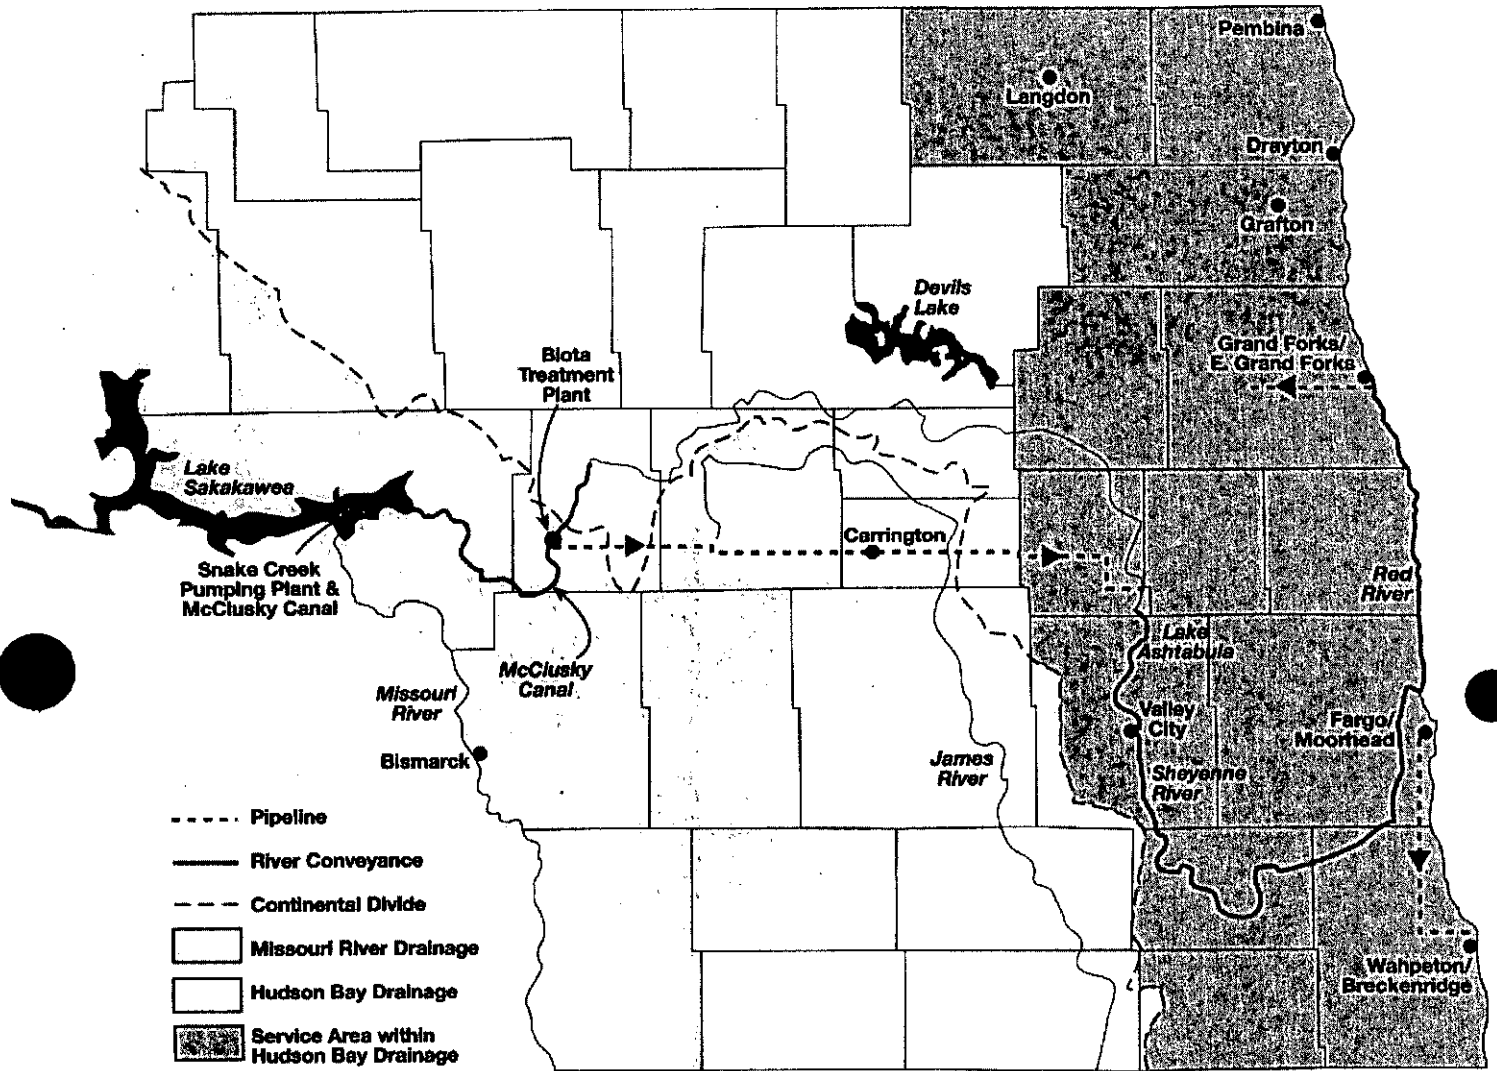 Pembina
Langdon
Drayton
Grafton
Devils
Lake
Grand Forks/
E. Grand Forks
Biota
Treatment
Plant
Lake
Sakakawea
Carrington
Snake Creek
Pumping Plant &
McClusky Canal
Red
River
Lake
Ashtabula
McClusky
Canal
Missouri
River
Valley
City
Fargo/
Moorhead
Bismarck
James
River
Sheyenne
River
Pipeline
River Conveyance
Continental Divide
Missouri River Drainage
Hudson Bay Drainage
Service Area within
Hudson Bay Drainage
Wahpeton/
Breckenridge